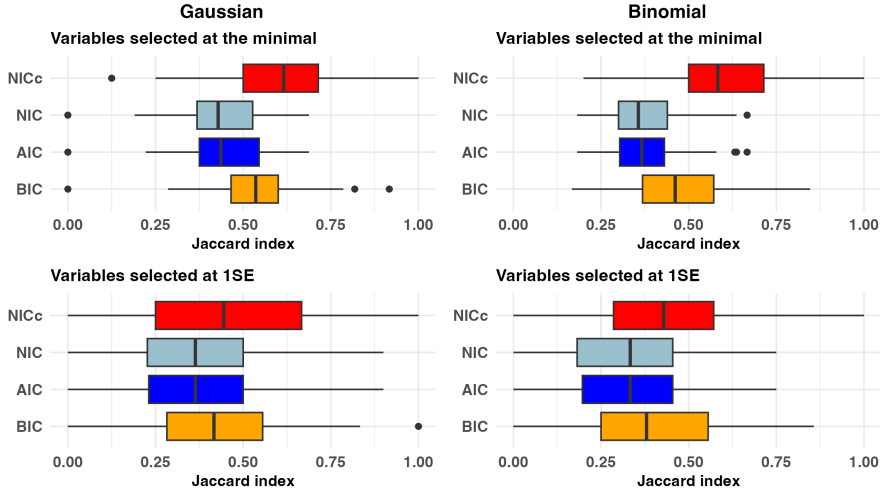 Gaussian
Variables selected at the minimal
NICc
NIC
AIC
BIC
0.00 0.25 0.50 0.75 1.00
Jaccard index
Binomial
Variables selected at the minimal
NICc
NIC
AIC
BIC
0.00 0.25 0.50 0.75 1.00
Jaccard index
Variables selected at 1SE
NICc
NIC
AIC
BIC
0.00 0.25 0.50 0.75 1.00
Jaccard index
Variables selected at 1SE
NICc
NIC
AIC
BIC
0.00 0.25 0.50 0.75 1.00
Jaccard index